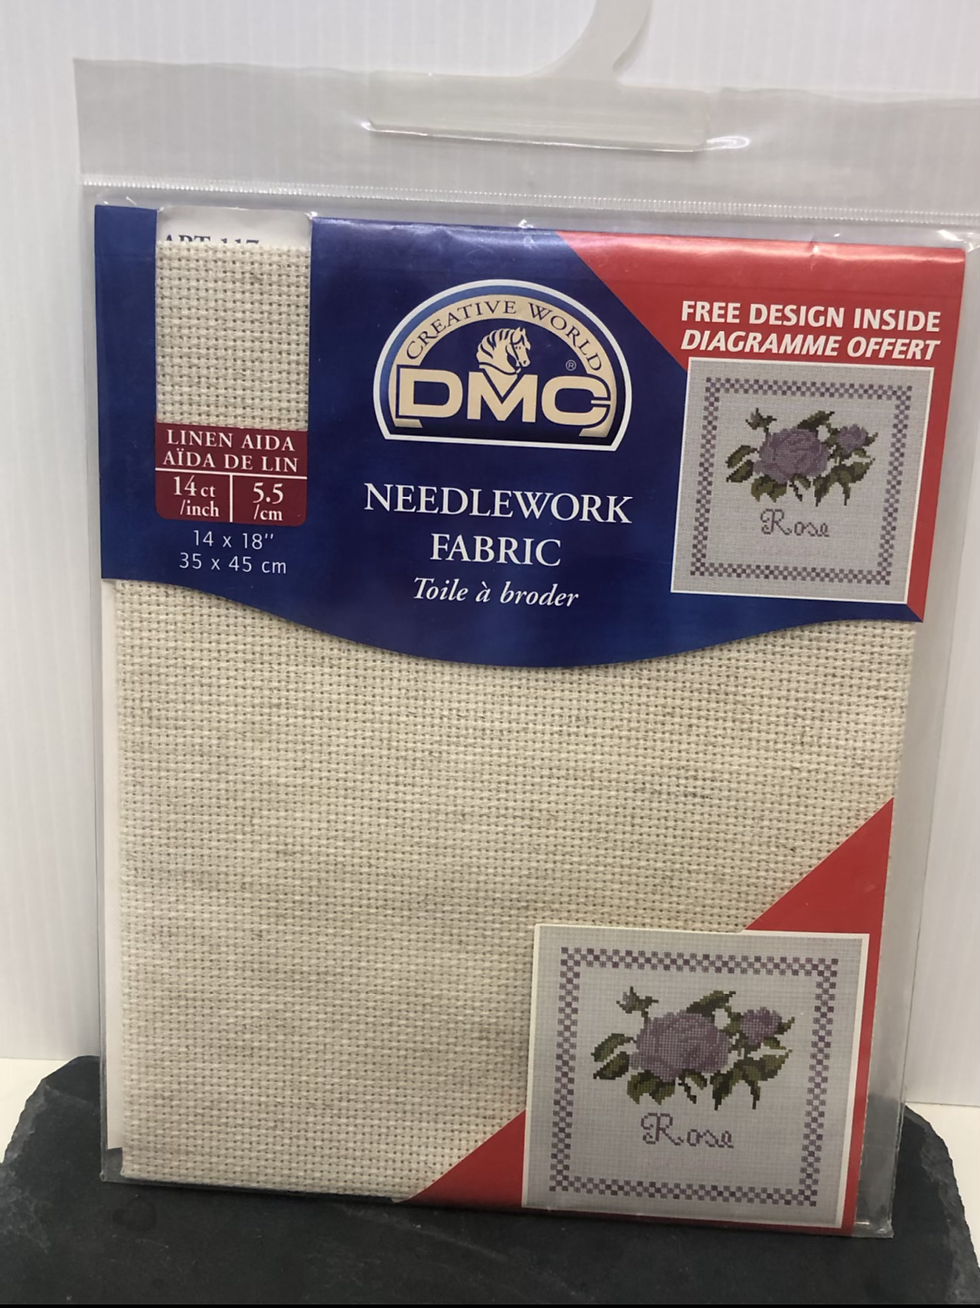 LINEN AIDA
AÏDA DE LIN
14 ct
/inch
5.5
/cm
14 x 18"
35 x 45 cm
CREATIVE WORLD
DMC
®
NEEDLEWORK
FABRIC
Toile à broder
FREE DESIGN INSIDE
DIAGRAMME OFFERT
Rose
Rose